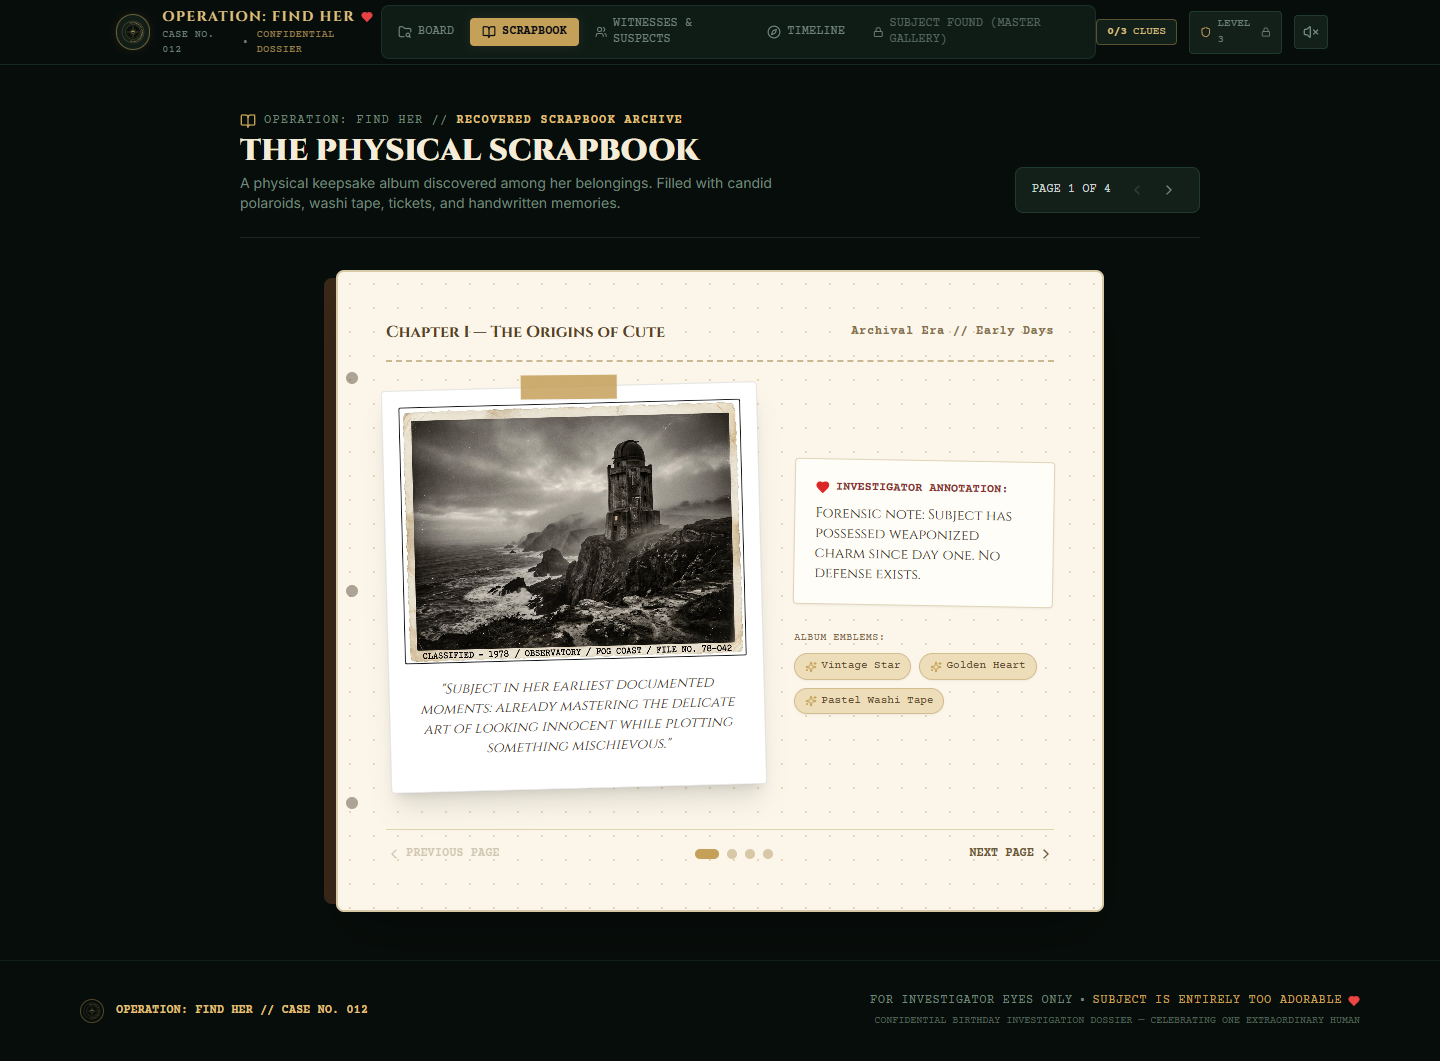 OPERATION: FIND HER
CASE NO. 012 • CONFIDENTIAL DOSSIER
BOARD
SCRAPBOOK
WITNESSES & SUSPECTS
TIMELINE
SUBJECT FOUND (MASTER GALLERY)
0/3 CLUES
LEVEL 3
OPERATION: FIND HER // RECOVERED SCRAPBOOK ARCHIVE
THE PHYSICAL SCRAPBOOK
A physical keepsake album discovered among her belongings. Filled with candid
polaroids, washi tape, tickets, and handwritten memories.
PAGE 1 OF 4
Chapter I — The Origins of Cute
Archival Era // Early Days
CLASSIFIED - 1978 / OBSERVATORY / FOG COAST / FILE NO. 78-042
"Subject in her earliest documented
moments: already mastering the delicate
art of looking innocent while plotting
something mischievous."
INVESTIGATOR ANNOTATION:
Forensic note: Subject has
possessed weaponized
charm since day one. No
defense exists.
ALBUM EMBLEMS:
Vintage Star
Golden Heart
Pastel Washi Tape
PREVIOUS PAGE
NEXT PAGE
OPERATION: FIND HER // CASE NO. 012
FOR INVESTIGATOR EYES ONLY • SUBJECT IS ENTIRELY TOO ADORABLE
CONFIDENTIAL BIRTHDAY INVESTIGATION DOSSIER — CELEBRATING ONE EXTRAORDINARY HUMAN